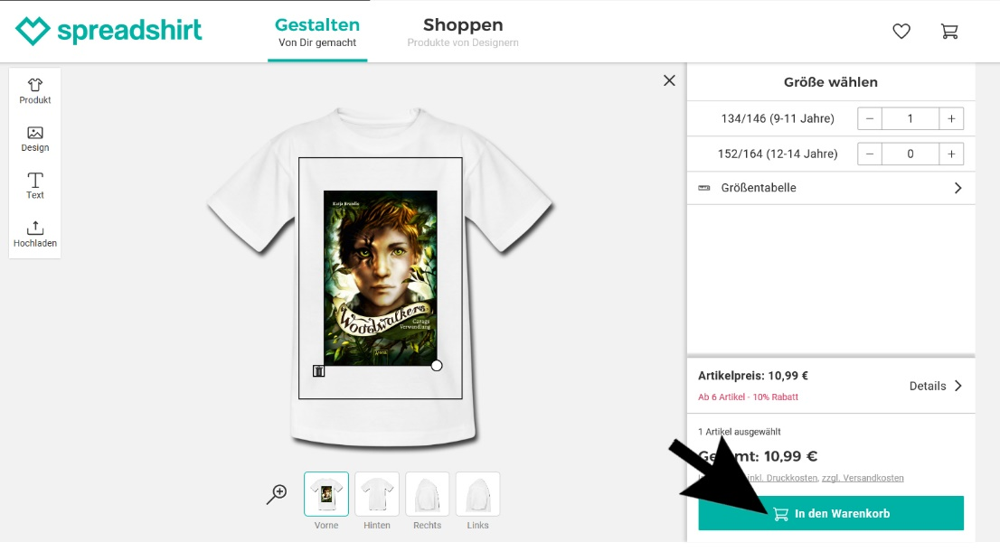 spreadshirt
Gestalten
Von Dir gemacht
Shoppen
Produkte von Designern
Produkt
Design
Text
Hochladen
Katja Brandis
Woodwalkers
Carags
Verwandlung
Arena
Vorne
Hinten
Rechts
Links
Größe wählen
134/146 (9-11 Jahre)
− 1 +
152/164 (12-14 Jahre)
− 0 +
Größentabelle
Artikelpreis: 10,99 €
Ab 6 Artikel - 10% Rabatt
Details
1 Artikel ausgewählt
mt: 10,99 €
inkl. Druckkosten, zzgl. Versandkosten
In den Warenkorb